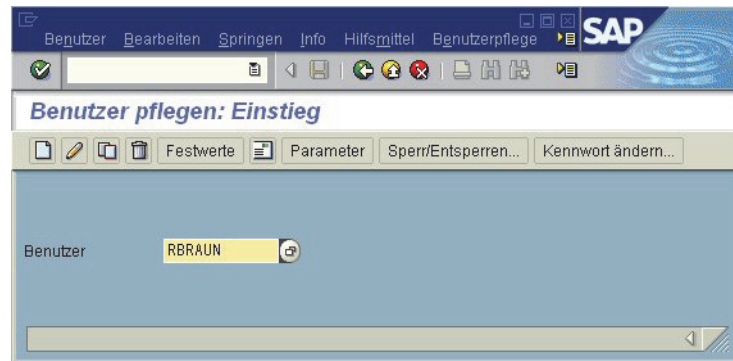 Benutzer Bearbeiten Springen Info Hilfsmittel Benutzerpflege SAP
Benutzer pflegen: Einstieg
Festwerte Parameter Sperr/Entsperren... Kennwort ändern...
Benutzer RBRAUN